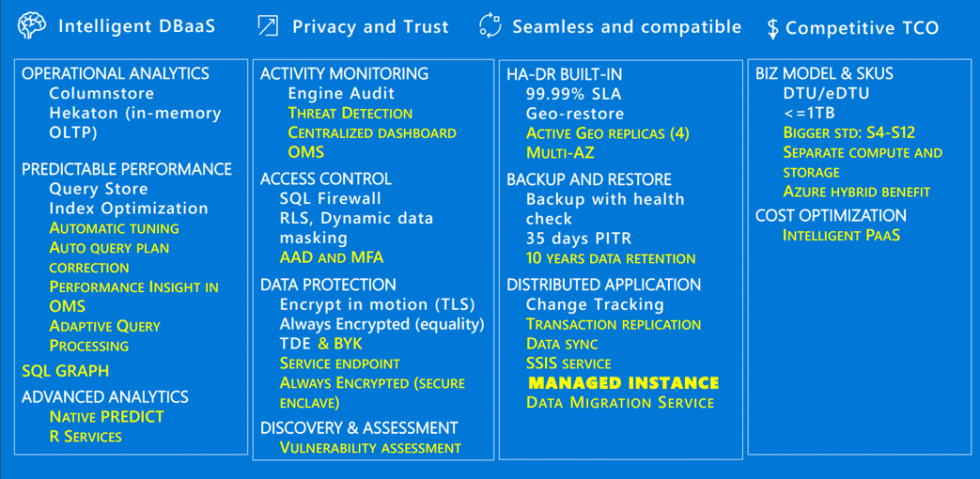 Intelligent DBaaS
Privacy and Trust
Seamless and compatible
$ Competitive TCO
OPERATIONAL ANALYTICS
Columnstore
Hekaton (in-memory
OLTP)
PREDICTABLE PERFORMANCE
Query Store
Index Optimization
AUTOMATIC TUNING
AUTO QUERY PLAN
CORRECTION
PERFORMANCE INSIGHT IN
OMS
ADAPTIVE QUERY
PROCESSING
SQL GRAPH
ADVANCED ANALYTICS
NATIVE PREDICT
R SERVICES
ACTIVITY MONITORING
Engine Audit
THREAT DETECTION
CENTRALIZED DASHBOARD
OMS
ACCESS CONTROL
SQL Firewall
RLS, Dynamic data
masking
AAD AND MFA
DATA PROTECTION
Encrypt in motion (TLS)
Always Encrypted (equality)
TDE & BYK
SERVICE ENDPOINT
ALWAYS ENCRYPTED (SECURE
ENCLAVE)
DISCOVERY & ASSESSMENT
VULNERABILITY ASSESSMENT
HA-DR BUILT-IN
99.99% SLA
Geo-restore
ACTIVE GEO REPLICAS (4)
MULTI-AZ
BACKUP AND RESTORE
Backup with health
check
35 days PITR
10 YEARS DATA RETENTION
DISTRIBUTED APPLICATION
Change Tracking
TRANSACTION REPLICATION
DATA SYNC
SSIS SERVICE
MANAGED INSTANCE
DATA MIGRATION SERVICE
BIZ MODEL & SKUS
DTU/eDTU
<=1TB
BIGGER STD: S4-S12
SEPARATE COMPUTE AND
STORAGE
AZURE HYBRID BENEFIT
COST OPTIMIZATION
INTELLIGENT PAAS